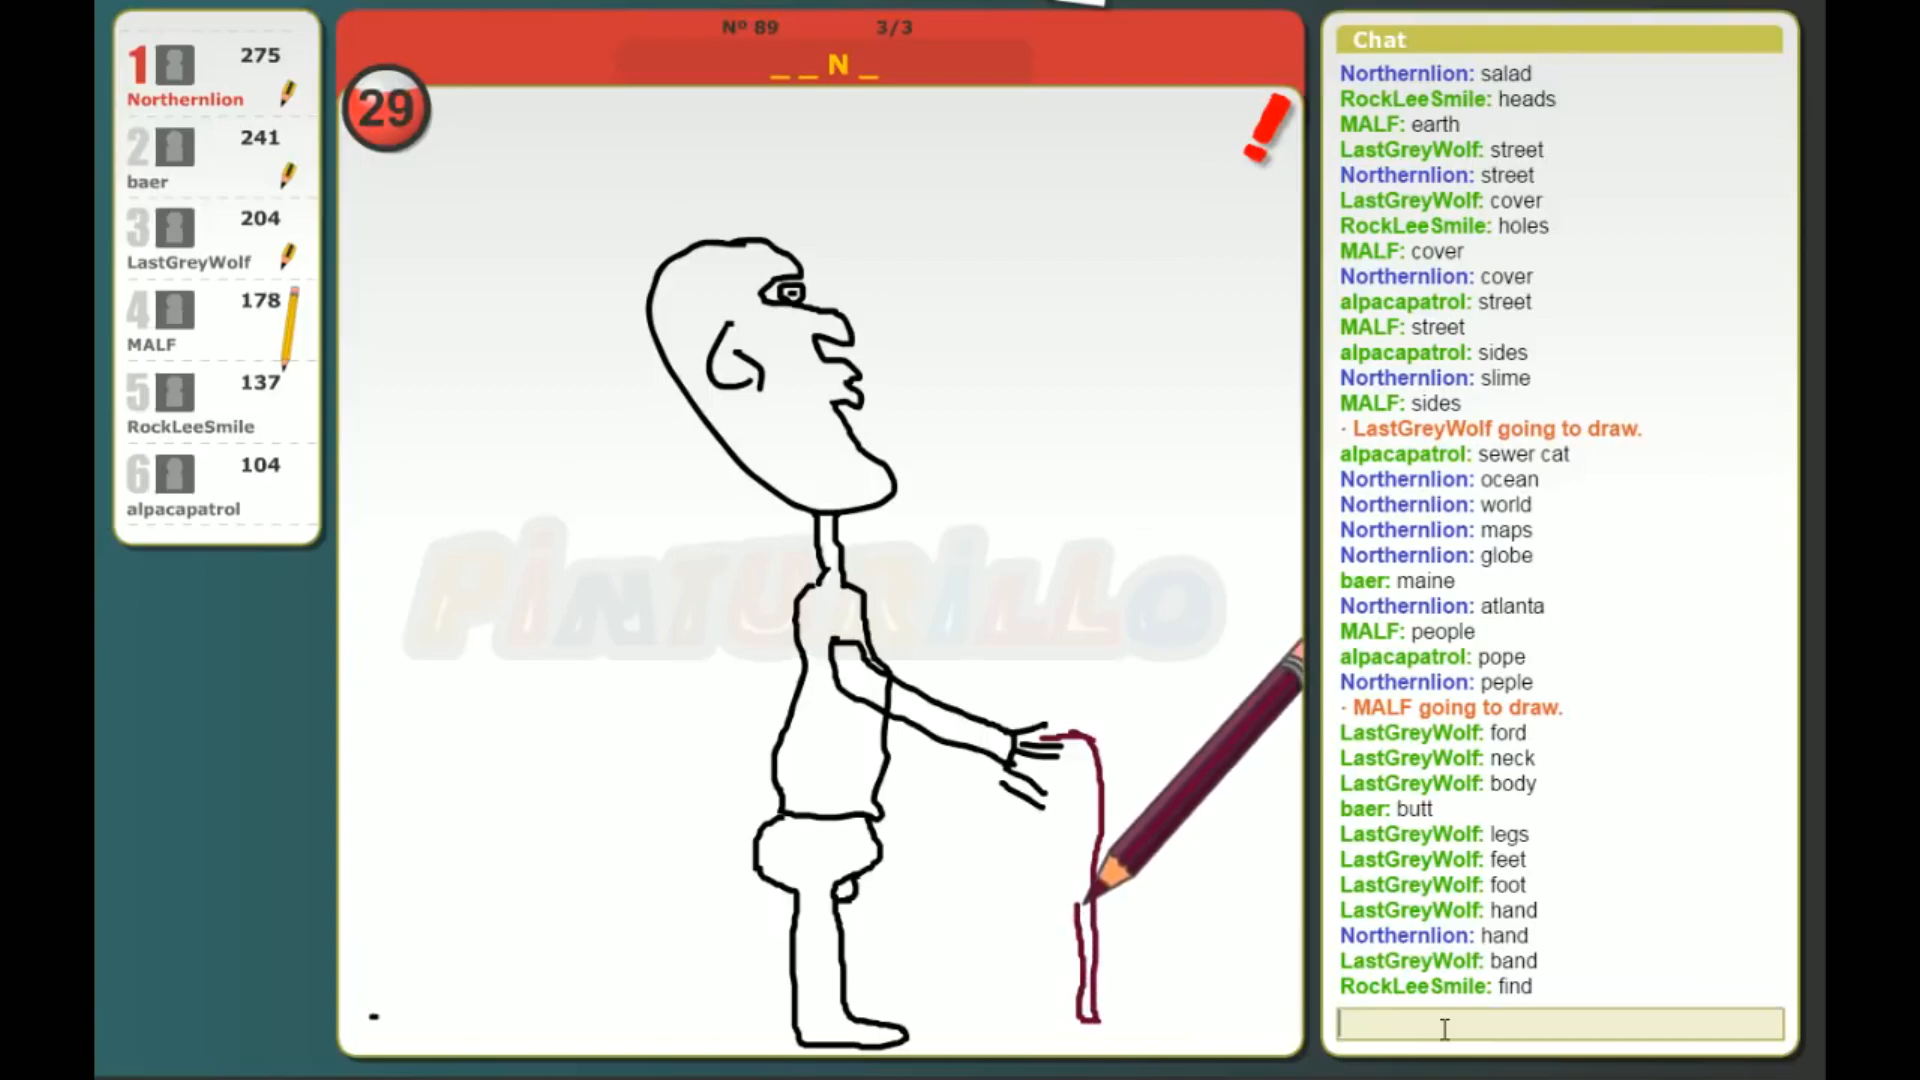 Nº 89 3/3
_ _ N _
29
1 275
Northernlion
2 241
baer
3 204
LastGreyWolf
4 178
MALF
5 137
RockLeeSmile
6 104
alpacapatrol
PINTURILLO
Chat
Northernlion: salad
RockLeeSmile: heads
MALF: earth
LastGreyWolf: street
Northernlion: street
LastGreyWolf: cover
RockLeeSmile: holes
MALF: cover
Northernlion: cover
alpacapatrol: street
MALF: street
alpacapatrol: sides
Northernlion: slime
MALF: sides
· LastGreyWolf going to draw.
alpacapatrol: sewer cat
Northernlion: ocean
Northernlion: world
Northernlion: maps
Northernlion: globe
baer: maine
Northernlion: atlanta
MALF: people
alpacapatrol: pope
Northernlion: peple
· MALF going to draw.
LastGreyWolf: ford
LastGreyWolf: neck
LastGreyWolf: body
baer: butt
LastGreyWolf: legs
LastGreyWolf: feet
LastGreyWolf: foot
LastGreyWolf: hand
Northernlion: hand
LastGreyWolf: band
RockLeeSmile: find